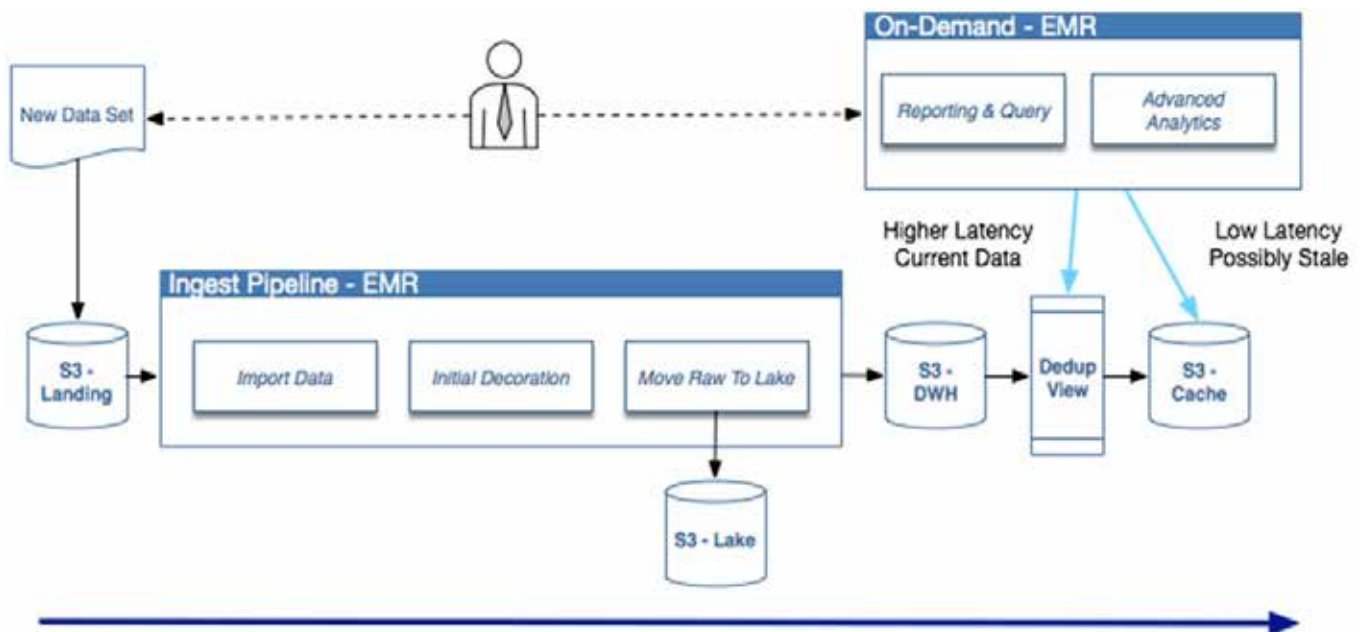 On-Demand - EMR
New Data Set
Reporting & Query
Advanced
Analytics
Higher Latency
Current Data
Low Latency
Possibly Stale
Ingest Pipeline - EMR
S3 -
Landing
Import Data
Initial Decoration
Move Raw To Lake
S3 -
DWH
Dedup
View
S3 -
Cache
S3 - Lake